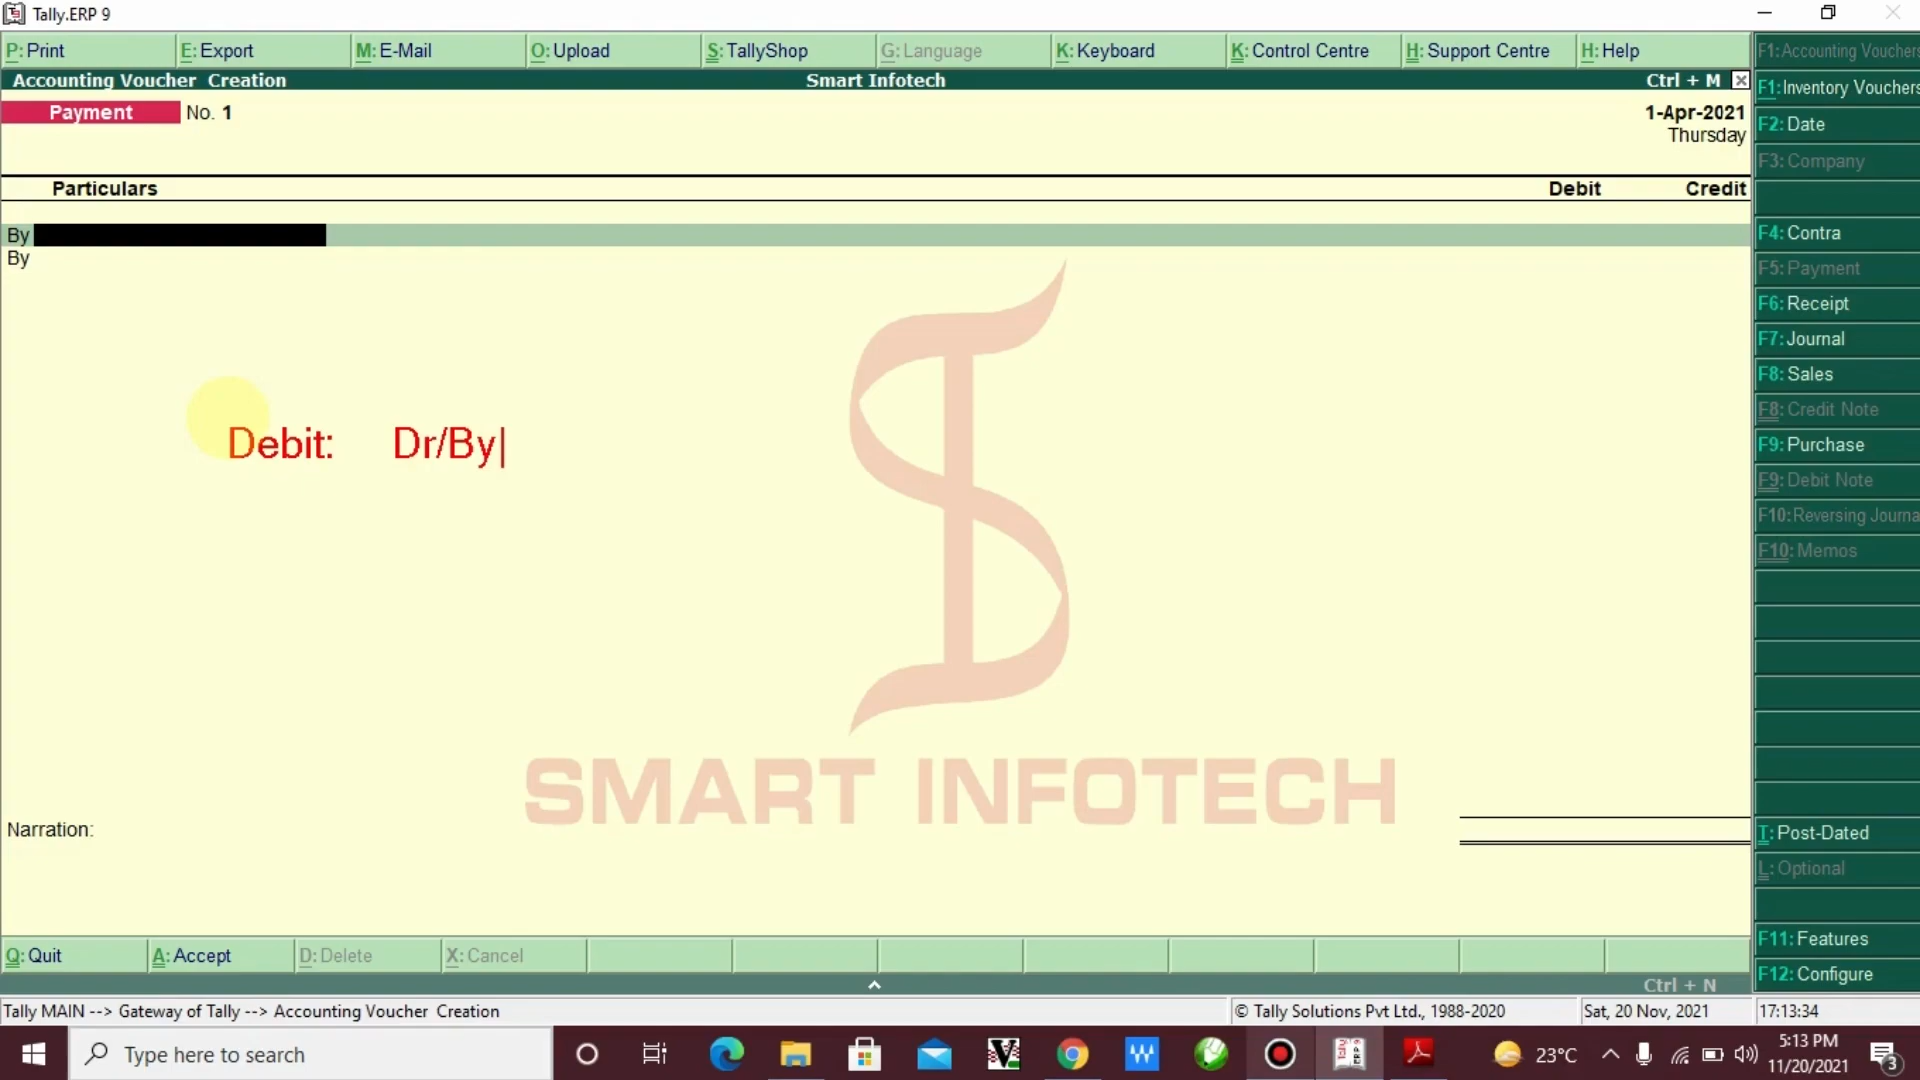 Tally.ERP 9
P: Print E: Export M: E-Mail O: Upload S: TallyShop G: Language K: Keyboard K: Control Centre H: Support Centre H: Help
Accounting Voucher Creation Smart Infotech Ctrl + M
Payment No. 1 1-Apr-2021
Thursday
Particulars Debit Credit
By
By
Debit: Dr/By
SMART INFOTECH
Narration:
F1: Accounting Vouchers
F1: Inventory Vouchers
F2: Date
F3: Company
F4: Contra
F5: Payment
F6: Receipt
F7: Journal
F8: Sales
F8: Credit Note
F9: Purchase
F9: Debit Note
F10: Reversing Journa
F10: Memos
T: Post-Dated
L: Optional
F11: Features
F12: Configure
Q: Quit A: Accept D: Delete X: Cancel
Ctrl + N
Tally MAIN --> Gateway of Tally --> Accounting Voucher Creation © Tally Solutions Pvt Ltd., 1988-2020 Sat, 20 Nov, 2021 17:13:34
Type here to search 23°C 5:13 PM
11/20/2021 3